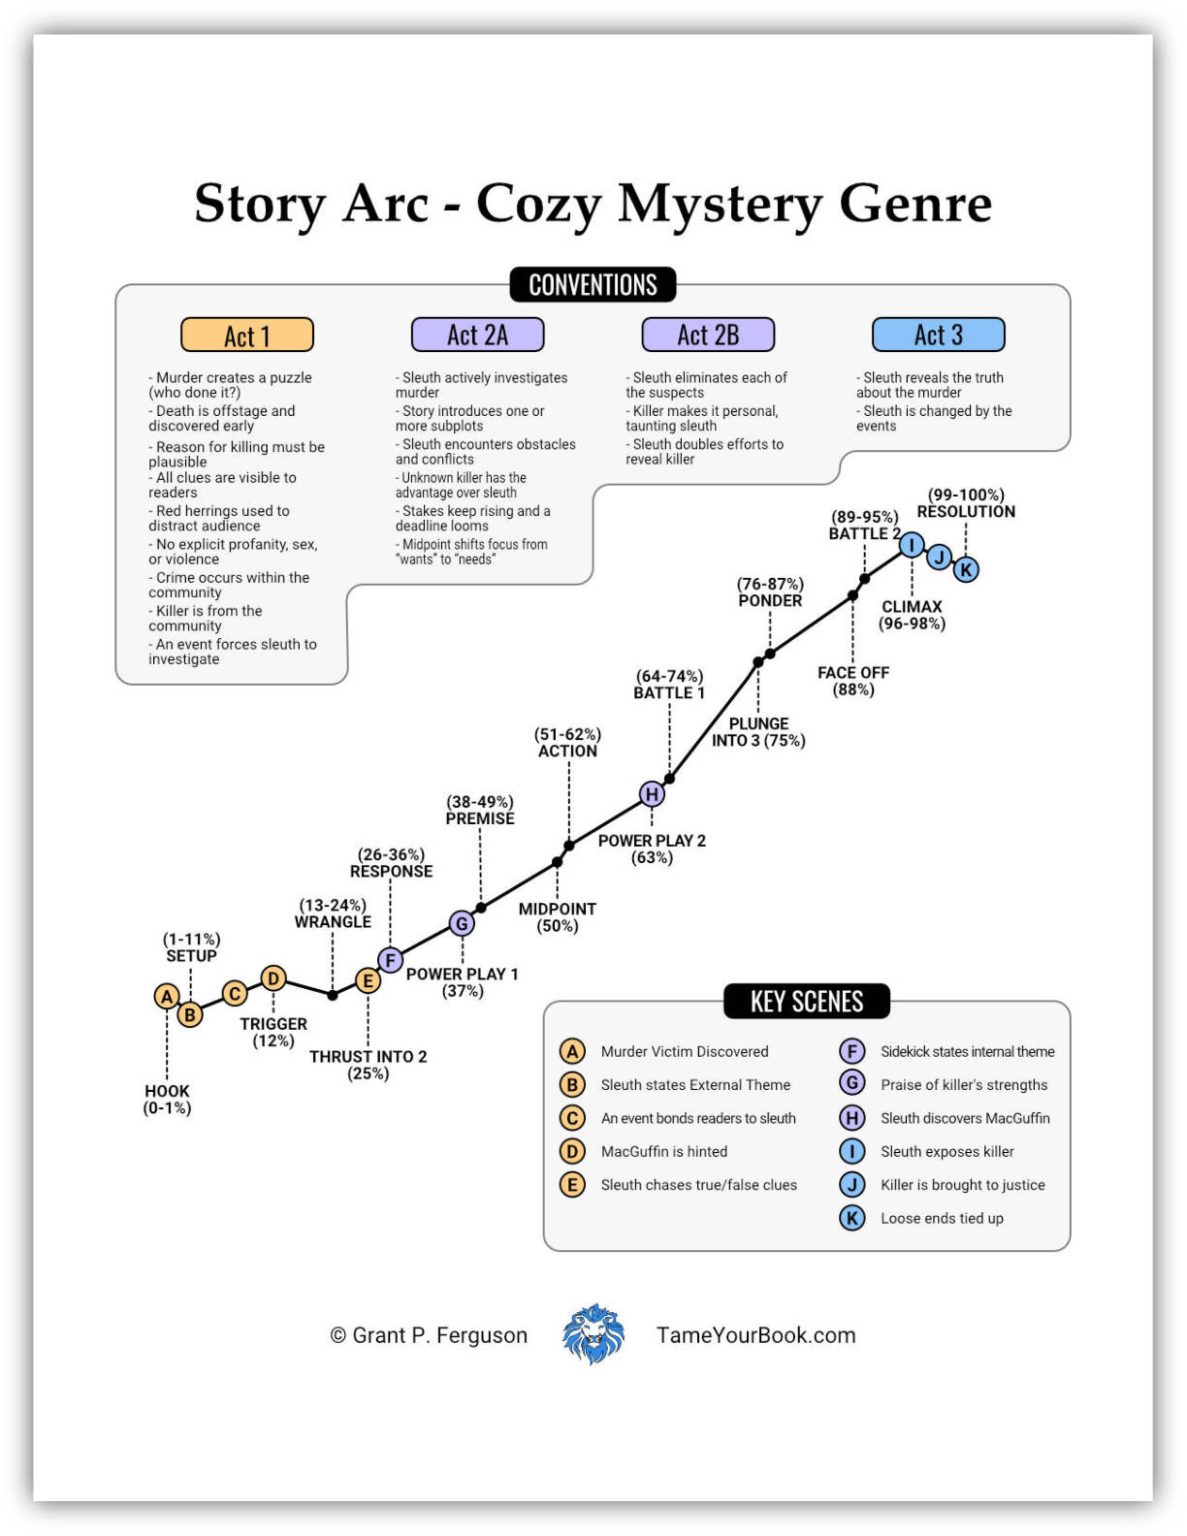 Story Arc - Cozy Mystery Genre
CONVENTIONS
Act 1
- Murder creates a puzzle
(who done it?)
- Death is offstage and
discovered early
- Reason for killing must be
plausible
- All clues are visible to
readers
- Red herrings used to
distract audience
- No explicit profanity, sex,
or violence
- Crime occurs within the
community
- Killer is from the
community
- An event forces sleuth to
investigate
Act 2A
- Sleuth actively investigates
murder
- Story introduces one or
more subplots
- Sleuth encounters obstacles
and conflicts
- Unknown killer has the
advantage over sleuth
- Stakes keep rising and a
deadline looms
- Midpoint shifts focus from
"wants" to "needs"
Act 2B
- Sleuth eliminates each of
the suspects
- Killer makes it personal,
taunting sleuth
- Sleuth doubles efforts to
reveal killer
Act 3
- Sleuth reveals the truth
about the murder
- Sleuth is changed by the
events
A
HOOK
(0-1%)
(1-11%)
SETUP
B
C
D
TRIGGER
(12%)
(13-24%)
WRANGLE
E
THRUST INTO 2
(25%)
(26-36%)
RESPONSE
F
G
POWER PLAY 1
(37%)
(38-49%)
PREMISE
MIDPOINT
(50%)
(51-62%)
ACTION
H
POWER PLAY 2
(63%)
(64-74%)
BATTLE 1
PLUNGE
INTO 3 (75%)
(76-87%)
PONDER
FACE OFF
(88%)
(89-95%)
BATTLE 2
I
CLIMAX
(96-98%)
J
(99-100%)
RESOLUTION
K
KEY SCENES
A Murder Victim Discovered
B Sleuth states External Theme
C An event bonds readers to sleuth
D MacGuffin is hinted
E Sleuth chases true/false clues
F Sidekick states internal theme
G Praise of killer's strengths
H Sleuth discovers MacGuffin
I Sleuth exposes killer
J Killer is brought to justice
K Loose ends tied up
© Grant P. Ferguson
TameYourBook.com